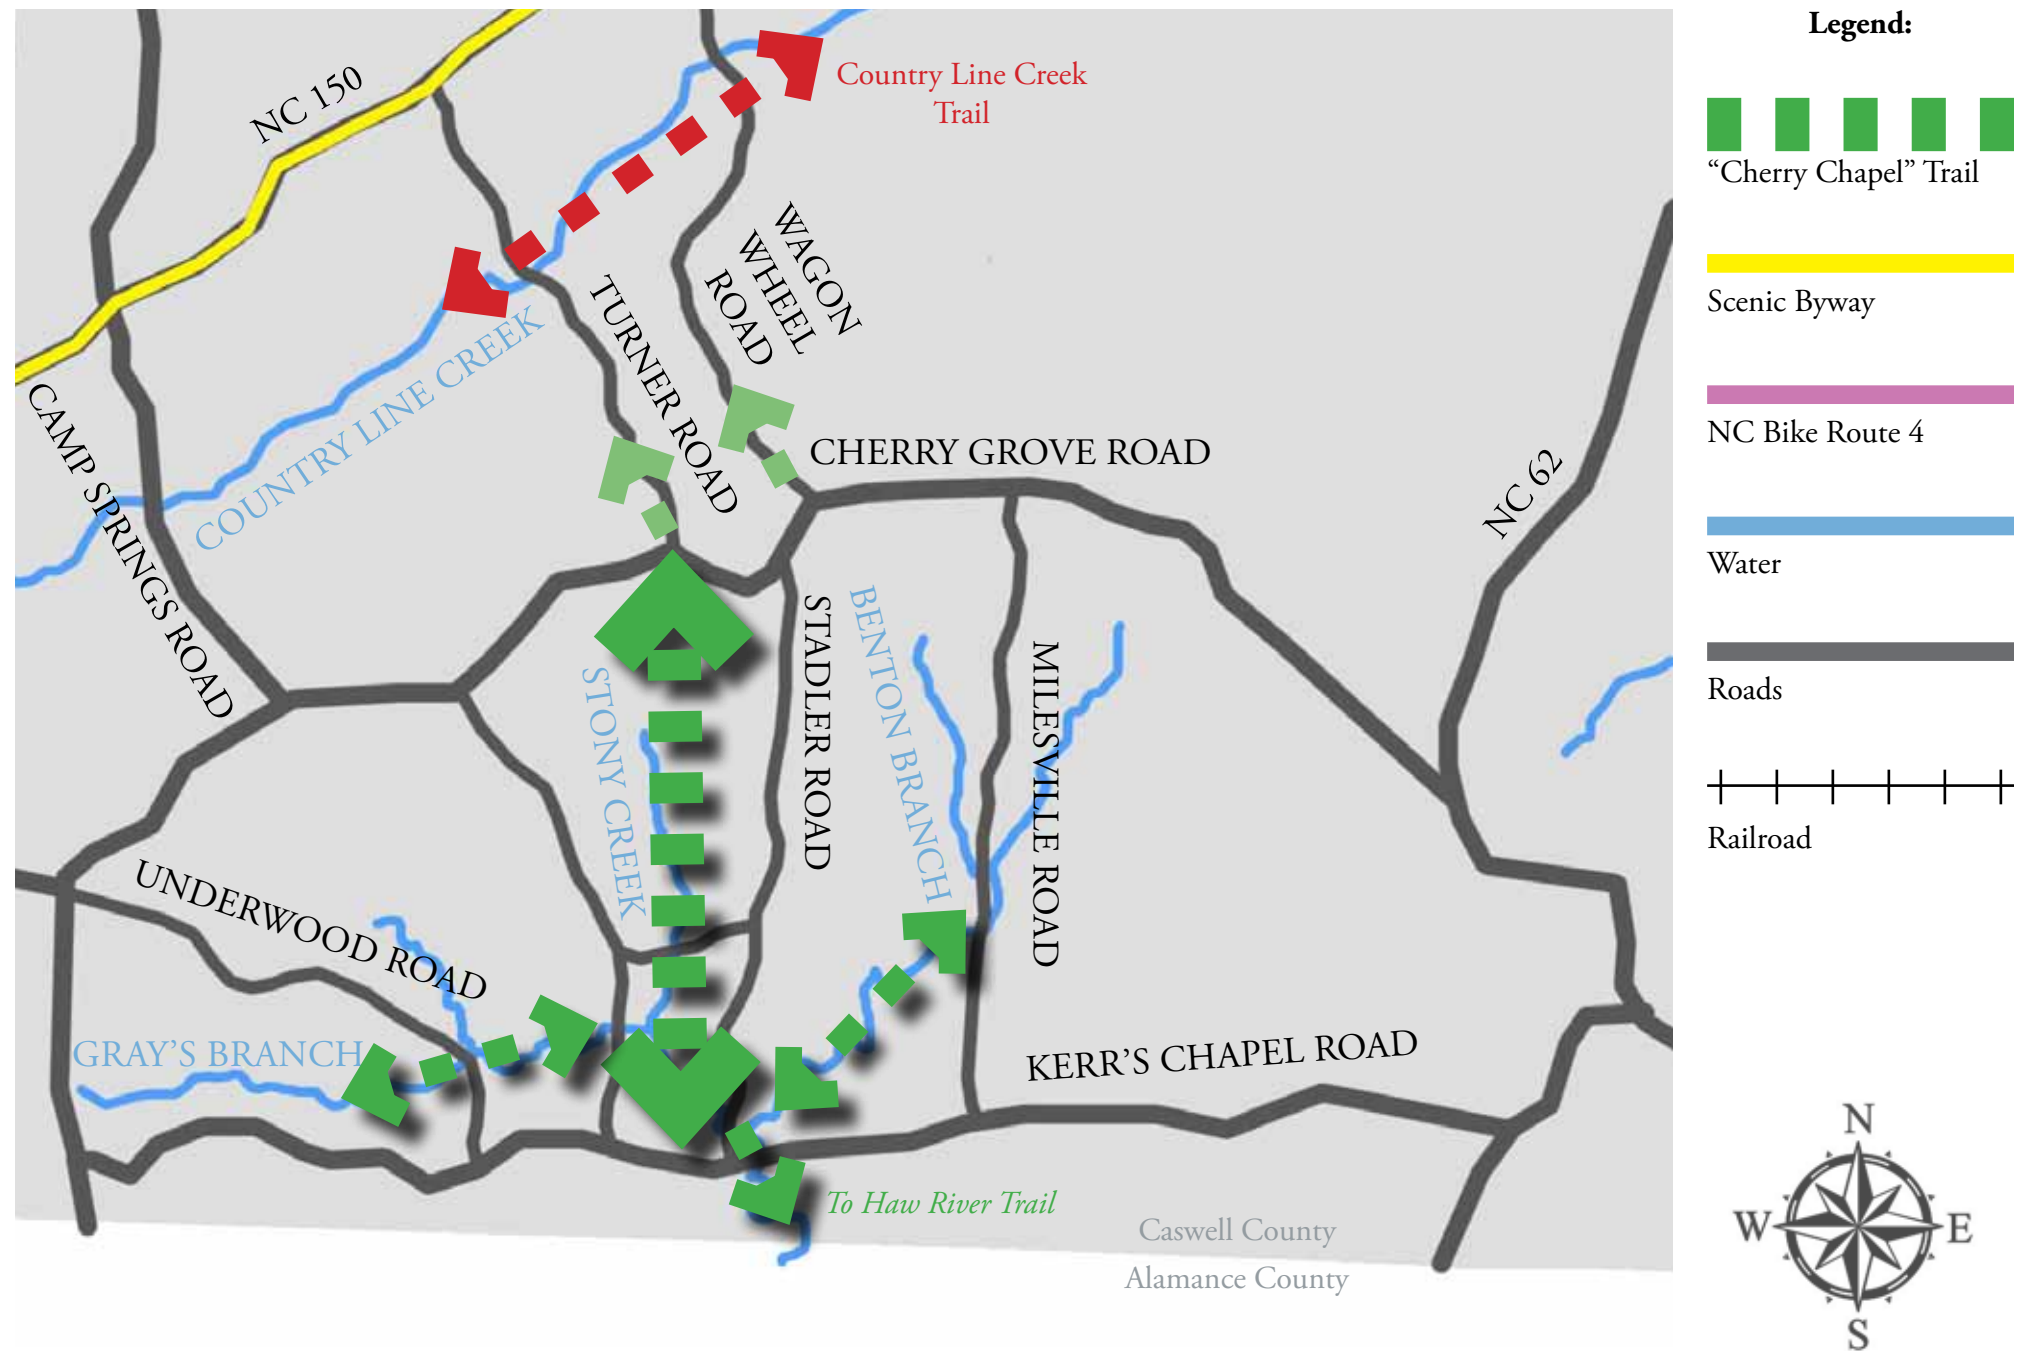 Legend:
"Cherry Chapel" Trail
Scenic Byway
NC Bike Route 4
Water
Roads
Railroad
N
W
E
S
NC 150
Country Line Creek
Trail
WAGON
WHEEL
ROAD
TURNER ROAD
COUNTRY LINE CREEK
CAMP SPRINGS ROAD
CHERRY GROVE ROAD
NC 62
STONY CREEK
STADLER ROAD
BENTON BRANCH
MILESVILLE ROAD
UNDERWOOD ROAD
GRAY'S BRANCH
KERR'S CHAPEL ROAD
To Haw River Trail
Caswell County
Alamance County